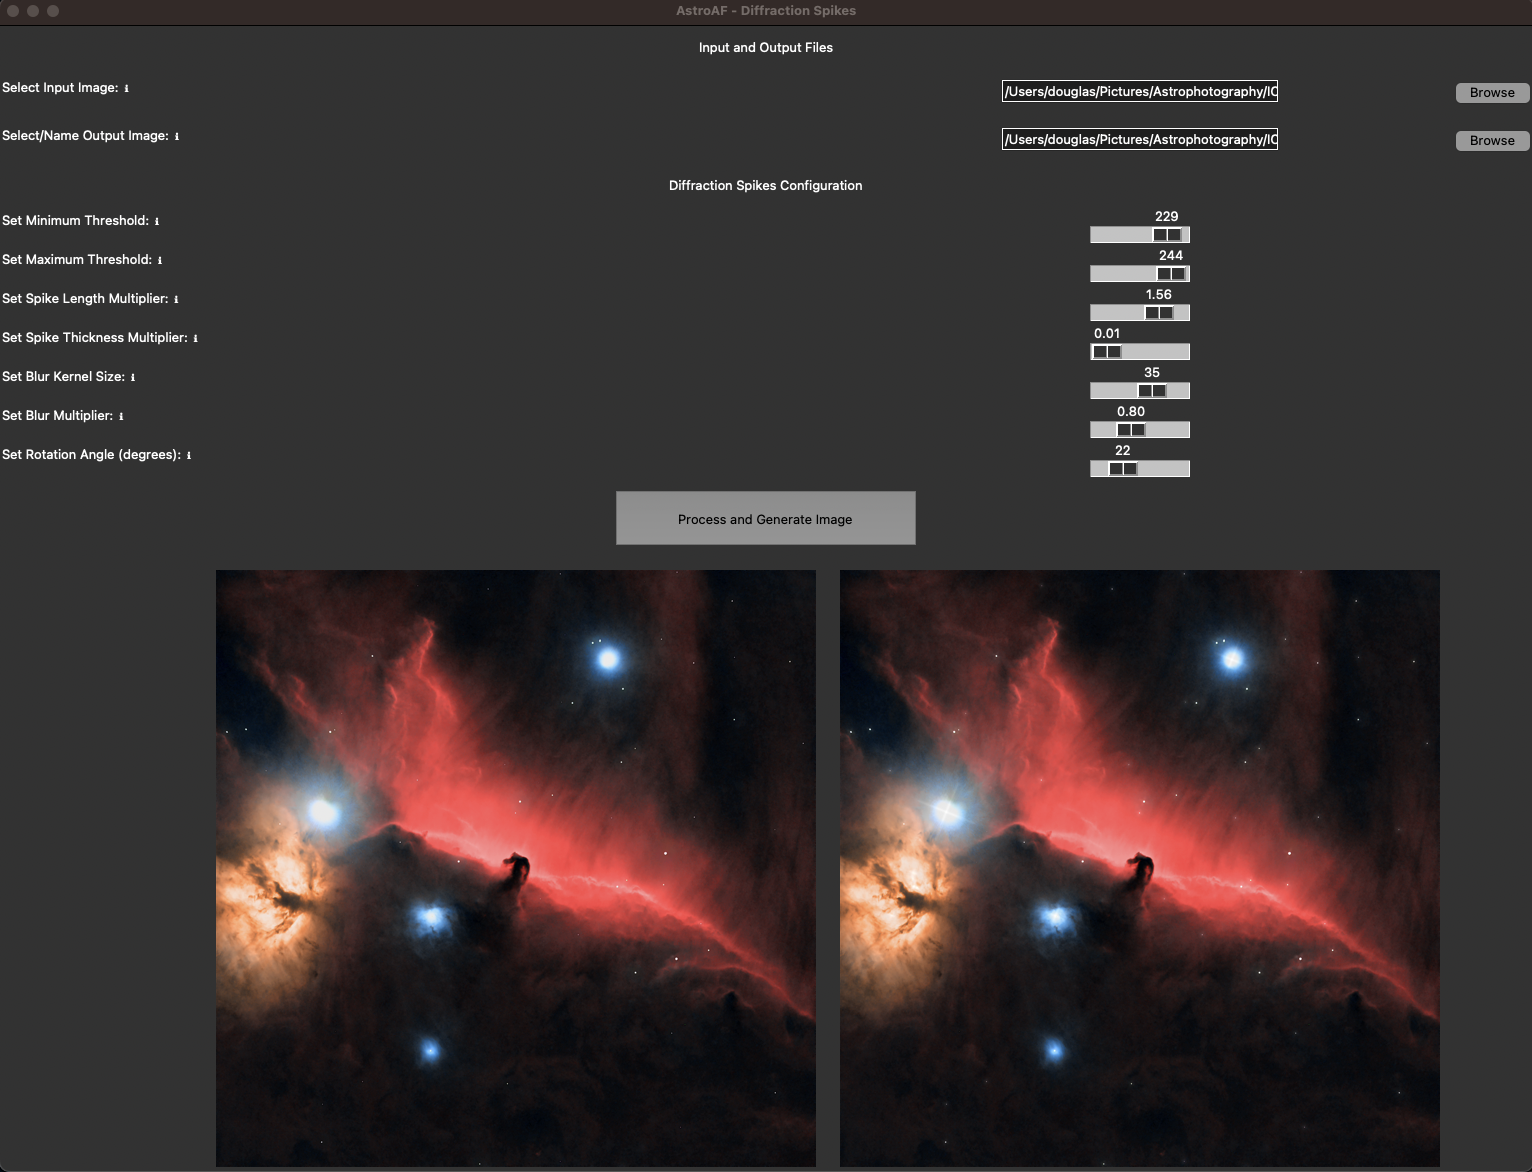 AstroAF - Diffraction Spikes
Input and Output Files
Select Input Image: ℹ
/Users/douglas/Pictures/Astrophotography/IC
Browse
Select/Name Output Image: ℹ
/Users/douglas/Pictures/Astrophotography/IC
Browse
Diffraction Spikes Configuration
Set Minimum Threshold: ℹ
229
Set Maximum Threshold: ℹ
244
Set Spike Length Multiplier: ℹ
1.56
Set Spike Thickness Multiplier: ℹ
0.01
Set Blur Kernel Size: ℹ
35
Set Blur Multiplier: ℹ
0.80
Set Rotation Angle (degrees): ℹ
22
Process and Generate Image